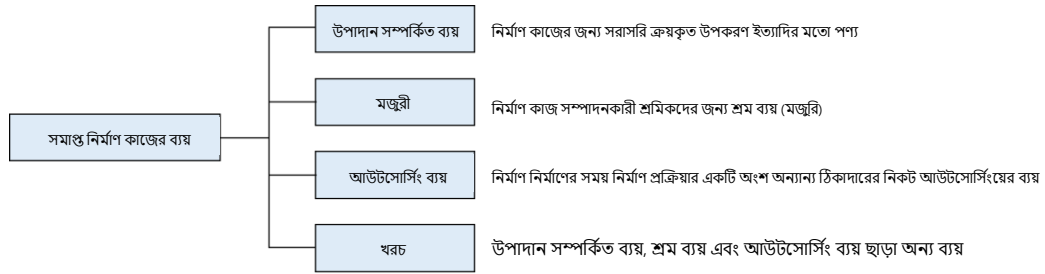 উপাদান সম্পর্কিত ব্যয়
নির্মাণ কাজের জন্য সরাসরি ক্রয়কৃত উপকরণ ইত্যাদির মতো পণ্য
মজুরী
নির্মাণ কাজ সম্পাদনকারী শ্রমিকদের জন্য শ্রম ব্যয় (মজুরি)
সমাপ্ত নির্মাণ কাজের ব্যয়
আউটসোর্সিং ব্যয়
নির্মাণ নির্মাণের সময় নির্মাণ প্রক্রিয়ার একটি অংশ অন্যান্য ঠিকাদারের নিকট আউটসোর্সিংয়ের ব্যয়
খরচ
উপাদান সম্পর্কিত ব্যয়, শ্রম ব্যয় এবং আউটসোর্সিং ব্যয় ছাড়া অন্য ব্যয়